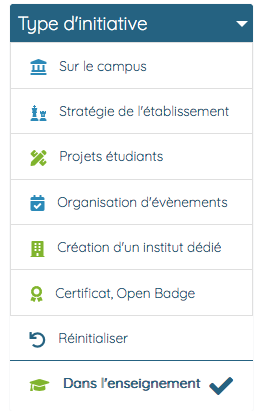 Type d'initiative
Sur le campus
Stratégie de l'établissement
Projets étudiants
Organisation d'évènements
Création d'un institut dédié
Certificat, Open Badge
Réinitialiser
Dans l'enseignement